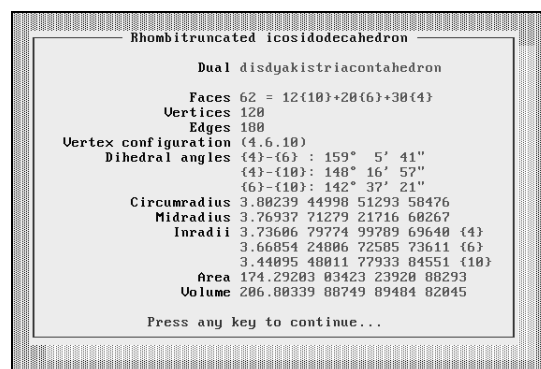 Rhombitruncated icosidodecahedron
Dual disdyakistriacontahedron
Faces 62 = 12{10}+20{6}+30{4}
Vertices 120
Edges 180
Vertex configuration (4.6.10)
Dihedral angles {4}-{6} : 159° 5' 41"
{4}-{10}: 148° 16' 57"
{6}-{10}: 142° 37' 21"
Circumradius 3.80239 44998 51293 58476
Midradius 3.76937 71279 21716 60267
Inradii 3.73606 79774 99789 69640 {4}
3.66854 24806 72585 73611 {6}
3.44095 48011 77933 84551 {10}
Area 174.29203 03423 23920 88293
Volume 206.80339 88749 89484 82045
Press any key to continue...